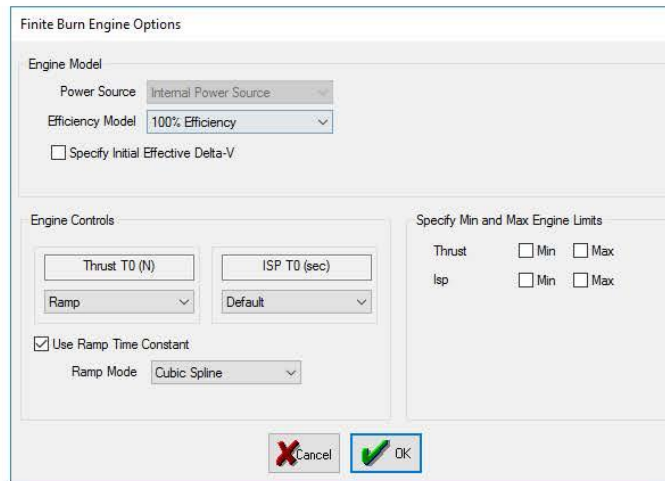 Finite Burn Engine Options
Engine Model
Power Source Internal Power Source
Efficiency Model 100% Efficiency
Specify Initial Effective Delta-V
Engine Controls
Thrust T0 (N) ISP T0 (sec)
Ramp Default
Use Ramp Time Constant
Ramp Mode Cubic Spline
Specify Min and Max Engine Limits
Thrust Min Max
Isp Min Max
Cancel OK